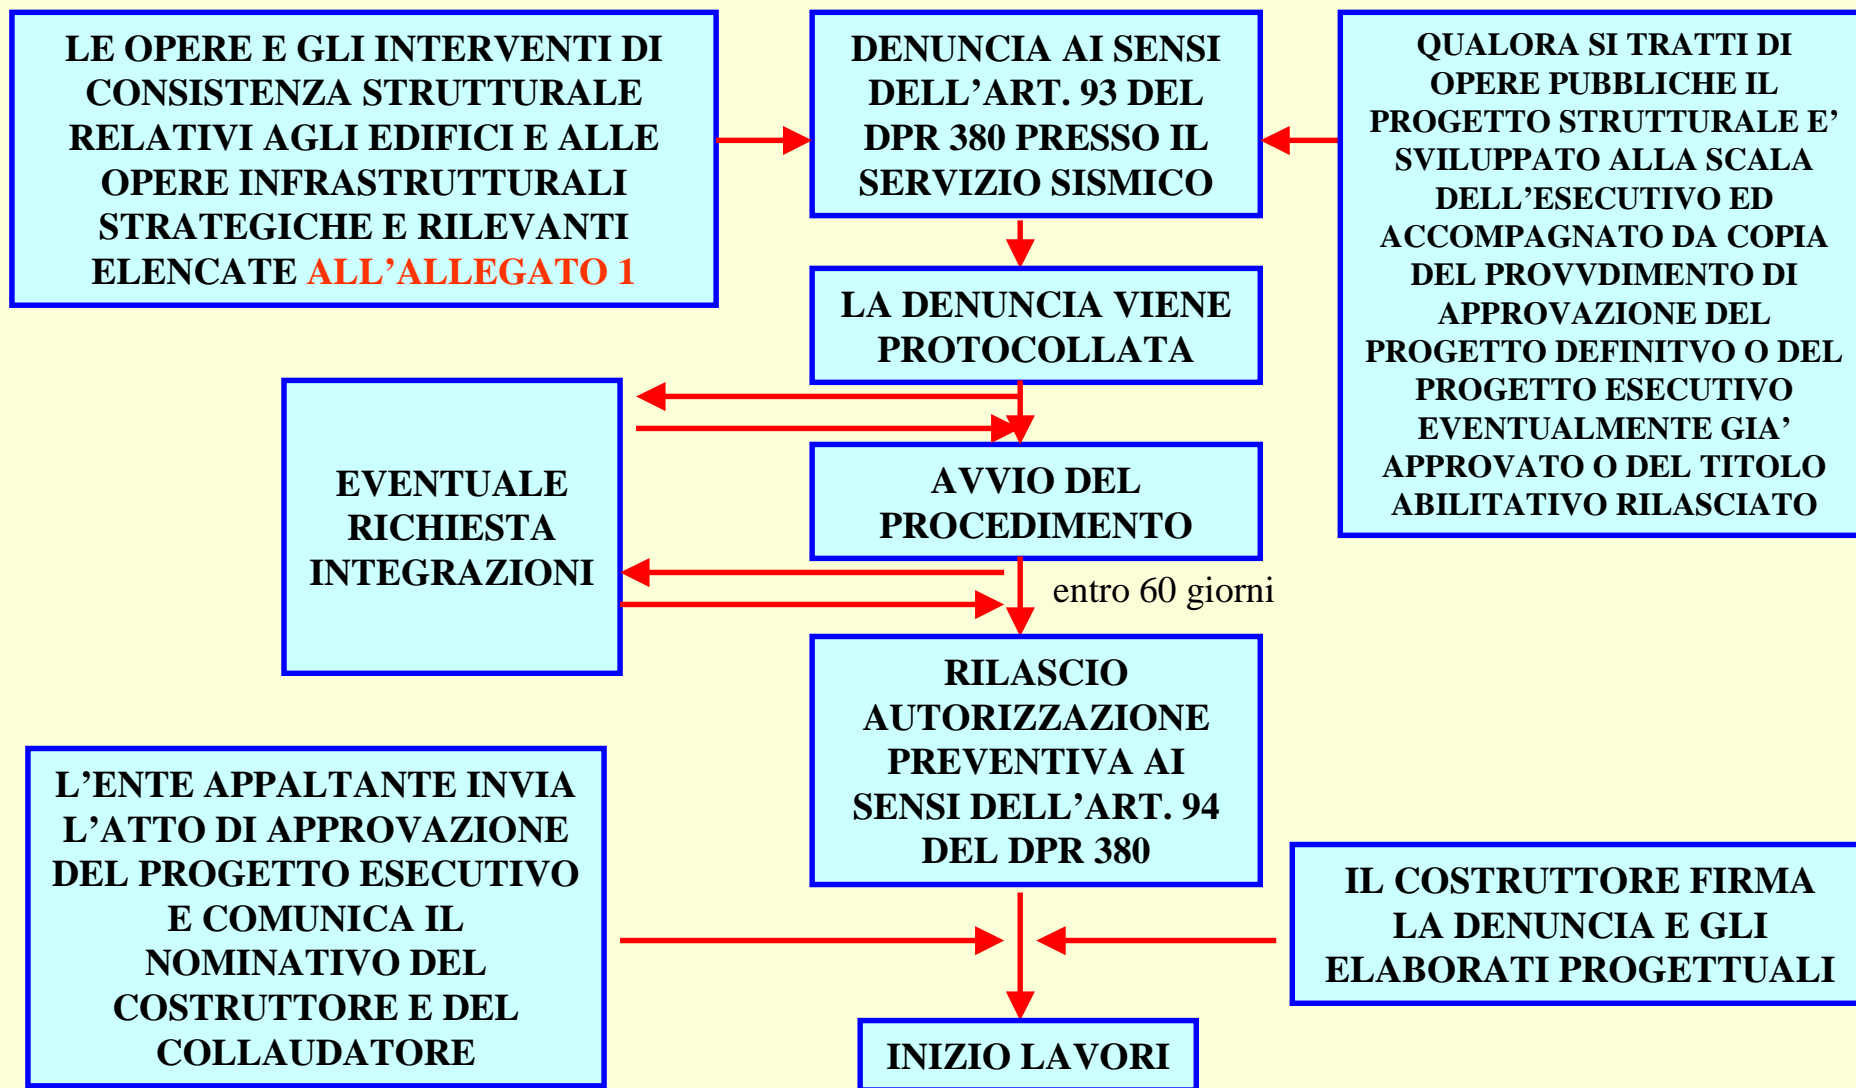 LE OPERE E GLI INTERVENTI DI
CONSISTENZA STRUTTURALE
RELATIVI AGLI EDIFICI E ALLE
OPERE INFRASTRUTTURALI
STRATEGICHE E RILEVANTI
ELENCATE ALL’ALLEGATO 1
DENUNCIA AI SENSI
DELL’ART. 93 DEL
DPR 380 PRESSO IL
SERVIZIO SISMICO
QUALORA SI TRATTI DI
OPERE PUBBLICHE IL
PROGETTO STRUTTURALE E’
SVILUPPATO ALLA SCALA
DELL’ESECUTIVO ED
ACCOMPAGNATO DA COPIA
DEL PROVVDIMENTO DI
APPROVAZIONE DEL
PROGETTO DEFINITVO O DEL
PROGETTO ESECUTIVO
EVENTUALMENTE GIA’
APPROVATO O DEL TITOLO
ABILITATIVO RILASCIATO
LA DENUNCIA VIENE
PROTOCOLLATA
EVENTUALE
RICHIESTA
INTEGRAZIONI
AVVIO DEL
PROCEDIMENTO
entro 60 giorni
RILASCIO
AUTORIZZAZIONE
PREVENTIVA AI
SENSI DELL’ART. 94
DEL DPR 380
L’ENTE APPALTANTE INVIA
L’ATTO DI APPROVAZIONE
DEL PROGETTO ESECUTIVO
E COMUNICA IL
NOMINATIVO DEL
COSTRUTTORE E DEL
COLLAUDATORE
IL COSTRUTTORE FIRMA
LA DENUNCIA E GLI
ELABORATI PROGETTUALI
INIZIO LAVORI